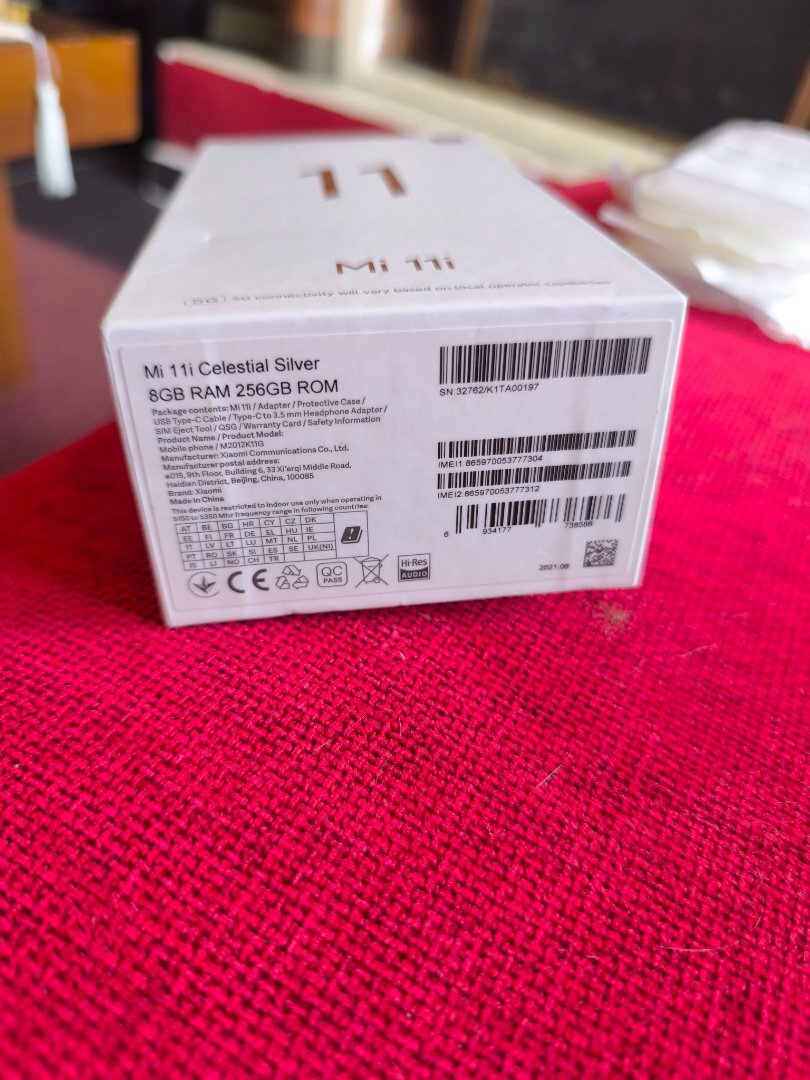 11
Mi 11i
5G 5G connectivity will vary based on local operator capabilities
Mi 11i Celestial Silver
8GB RAM 256GB ROM
Package contents: Mi 11i / Adapter / Protective Case /
USB Type-C Cable / Type-C to 3.5 mm Headphone Adapter /
SIM Eject Tool / QSG / Warranty Card / Safety Information
Product Name / Product Model:
Mobile phone / M2012K11G
Manufacturer: Xiaomi Communications Co., Ltd.
Manufacturer postal address:
#019, 9th Floor, Building 6, 33 Xi'erqi Middle Road,
Haidian District, Beijing, China, 100085
Brand: Xiaomi
Made in China
This device is restricted to indoor use only when operating in
5150 to 5350 Mhz frequency range in following countries:
AT BE BG HR CY CZ DK
EE FI FR DE EL HU IE
IT LV LT LU MT NL PL
PT RO SK SI ES SE UK(NI)
IS LI NO CH TR
CE
QC
PASS
Hi-Res
AUDIO
SN:32762/K1TA00197
IMEI1:865970053777304
IMEI2:865970053777312
6 934177 738586
2021.06